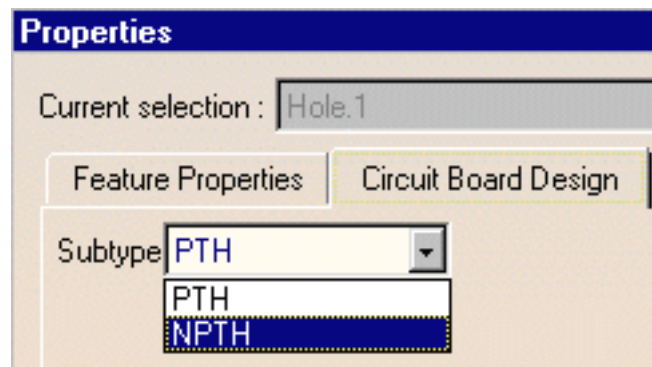 Properties
Current selection : Hole.1
Feature Properties Circuit Board Design
Subtype PTH
PTH
NPTH